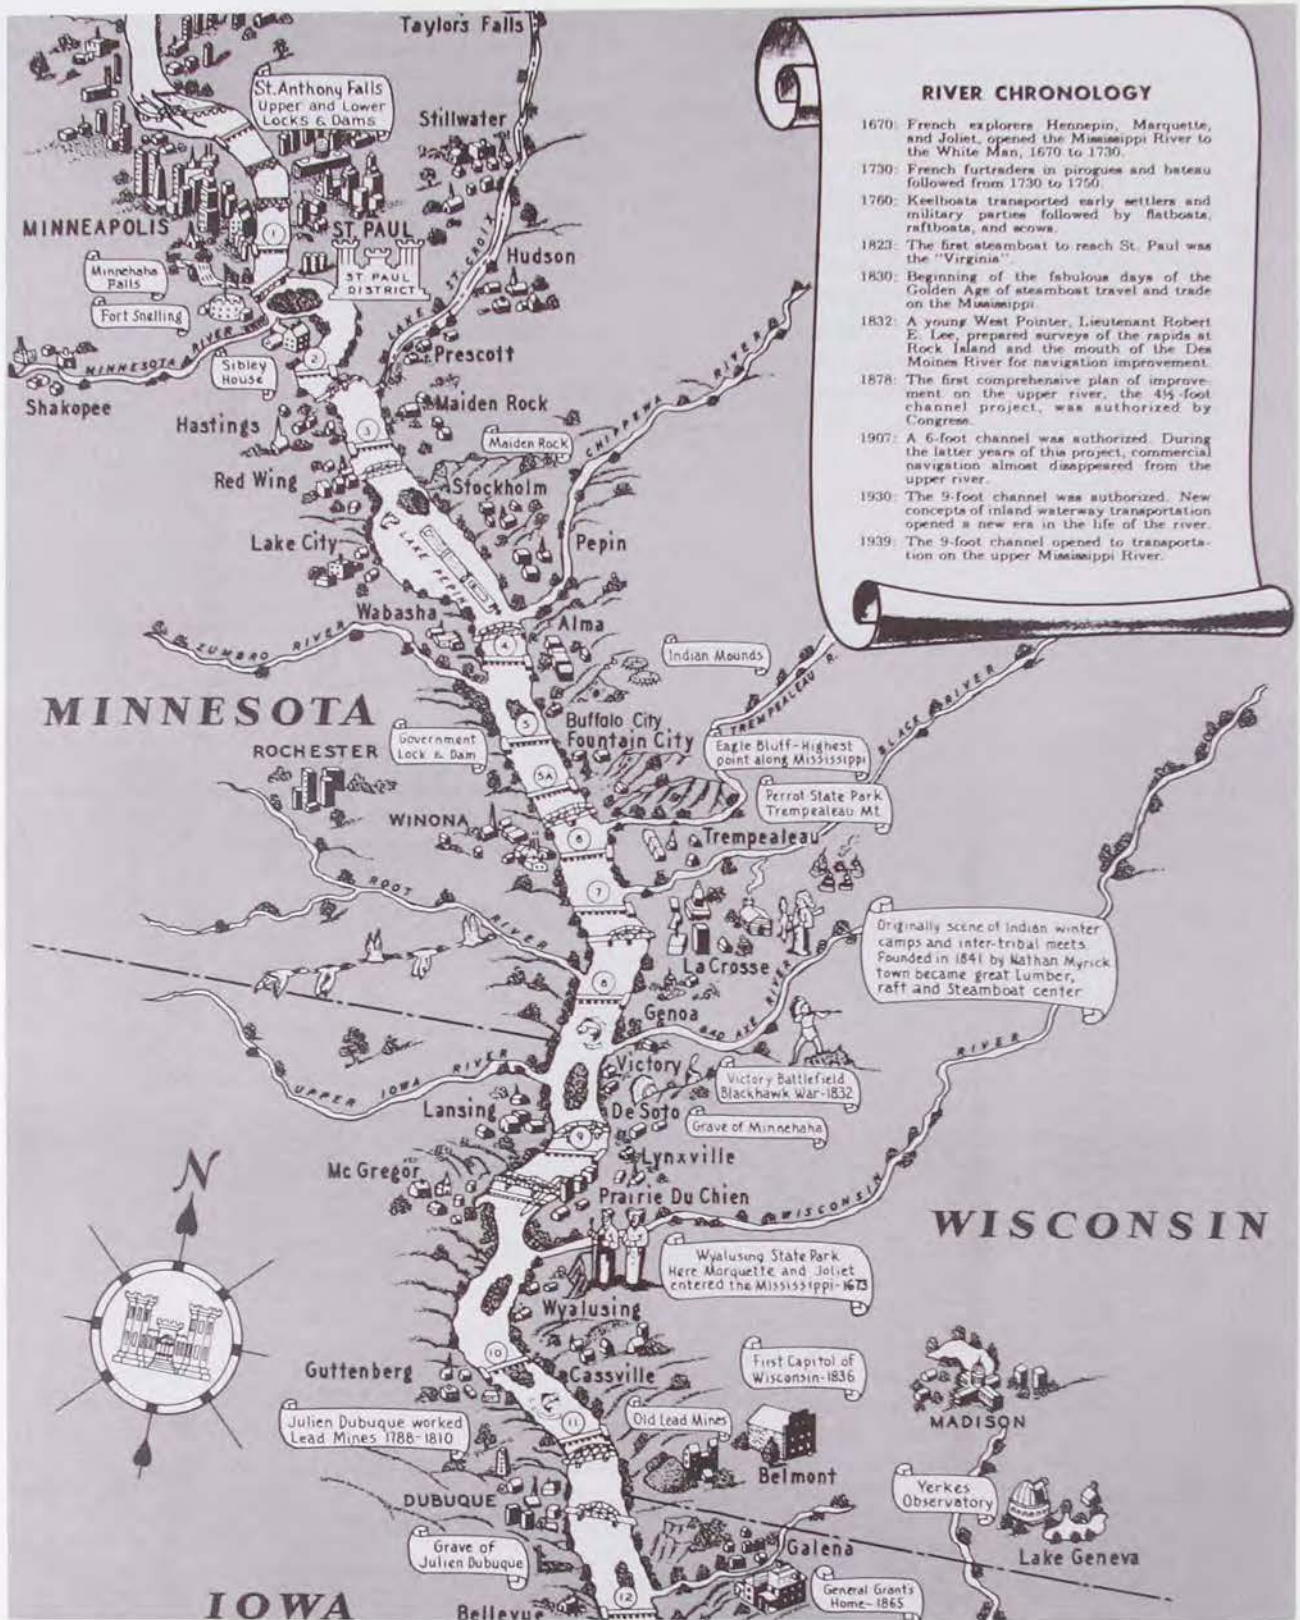 Taylor's Falls
St. Anthony Falls
Upper and Lower
Locks & Dams
Stillwater
MINNEAPOLIS
1
ST. PAUL
ST. PAUL
DISTRICT
LAKE ST. CROIX
Hudson
Minnehaha
Falls
Fort Snelling
MINNESOTA RIVER
Shakopee
Sibley
House
2
Prescott
Hastings
3
Maiden Rock
Maiden Rock
CHIPPEWA RIVER
Red Wing
Stockholm
Lake City
LAKE PEPIN
Pepin
Wabasha
Alma
4
ZUMBRO RIVER
Indian Mounds
TREMPEALEAU R.
BLACK RIVER
MINNESOTA
5
Buffalo City
Fountain City
Government
Lock & Dam
ROCHESTER
Eagle Bluff-Highest
point along Mississippi
5A
Perrot State Park
Trempealeau Mt.
WINONA
6
Trempealeau
ROOT RIVER
7
Originally scene of Indian winter
camps and inter-tribal meets.
Founded in 1841 by Nathan Myrick
town became great Lumber,
raft and Steamboat center
LaCrosse
8
Genoa
BAD AXE RIVER
UPPER IOWA RIVER
Victory
Victory Battlefield
Blackhawk War-1832
Lansing
De Soto
Grave of Minnehaha
9
Lynxville
Mc Gregor
Prairie Du Chien
WISCONSIN RIVER
N
WISCONSIN
Wyalusing State Park
Here Marquette and Joliet
entered the Mississippi-1673
Wyalusing
10
Guttenberg
Cassville
First Capitol of
Wisconsin-1836
MADISON
Julien Dubuque worked
Lead Mines 1788-1810
11
Old Lead Mines
Belmont
DUBUQUE
Yerkes
Observatory
Grave of
Julien Dubuque
Galena
Lake Geneva
General Grant's
Home-1865
IOWA
Bellevue
12
RIVER CHRONOLOGY
1670: French explorers Hennepin, Marquette,
and Joliet, opened the Mississippi River to
the White Man, 1670 to 1730.
1730: French furtraders in pirogues and bateau
followed from 1730 to 1750.
1760: Keelboats transported early settlers and
military parties followed by flatboats,
raftboats, and scows.
1823: The first steamboat to reach St. Paul was
the "Virginia".
1830: Beginning of the fabulous days of the
Golden Age of steamboat travel and trade
on the Mississippi.
1832: A young West Pointer, Lieutenant Robert
E. Lee, prepared surveys of the rapids at
Rock Island and the mouth of the Des
Moines River for navigation improvement.
1878: The first comprehensive plan of improve-
ment on the upper river, the 4½-foot
channel project, was authorized by
Congress.
1907: A 6-foot channel was authorized. During
the latter years of this project, commercial
navigation almost disappeared from the
upper river.
1930: The 9-foot channel was authorized. New
concepts of inland waterway transportation
opened a new era in the life of the river.
1939: The 9-foot channel opened to transporta-
tion on the upper Mississippi River.